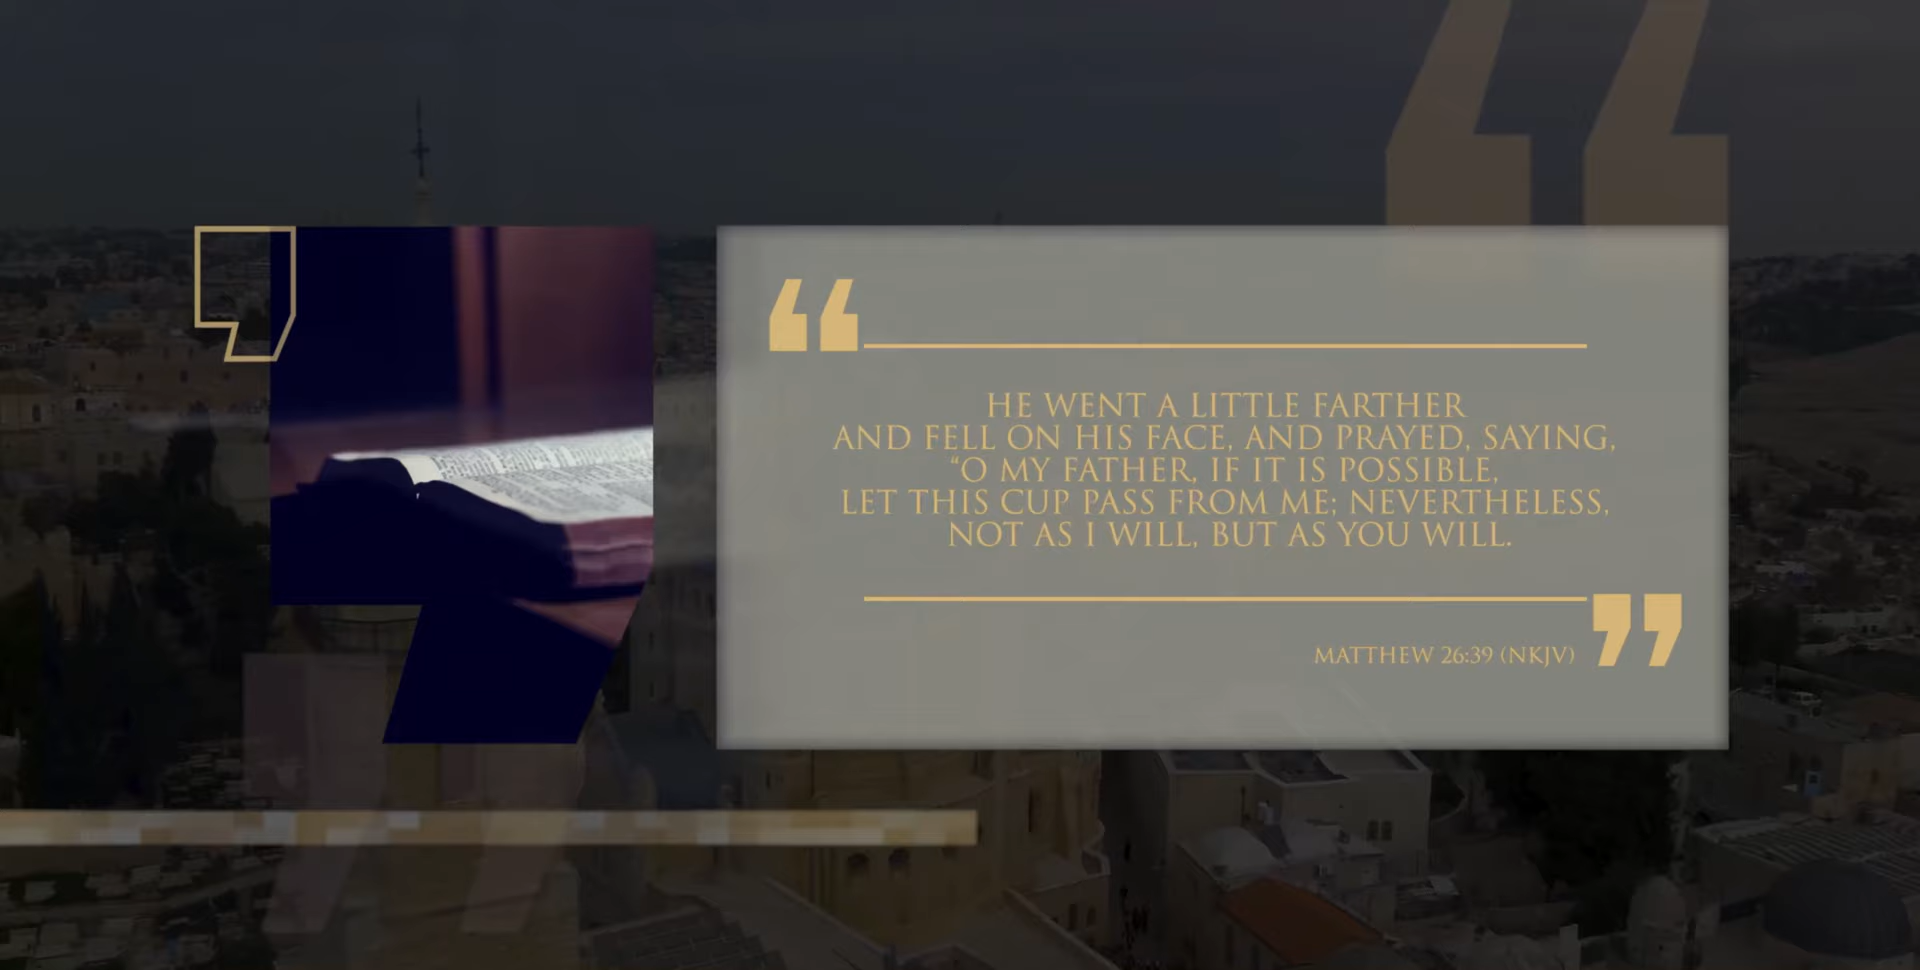 HE WENT A LITTLE FARTHER
AND FELL ON HIS FACE, AND PRAYED, SAYING,
“O MY FATHER, IF IT IS POSSIBLE,
LET THIS CUP PASS FROM ME; NEVERTHELESS,
NOT AS I WILL, BUT AS YOU WILL.
MATTHEW 26:39 (NKJV)